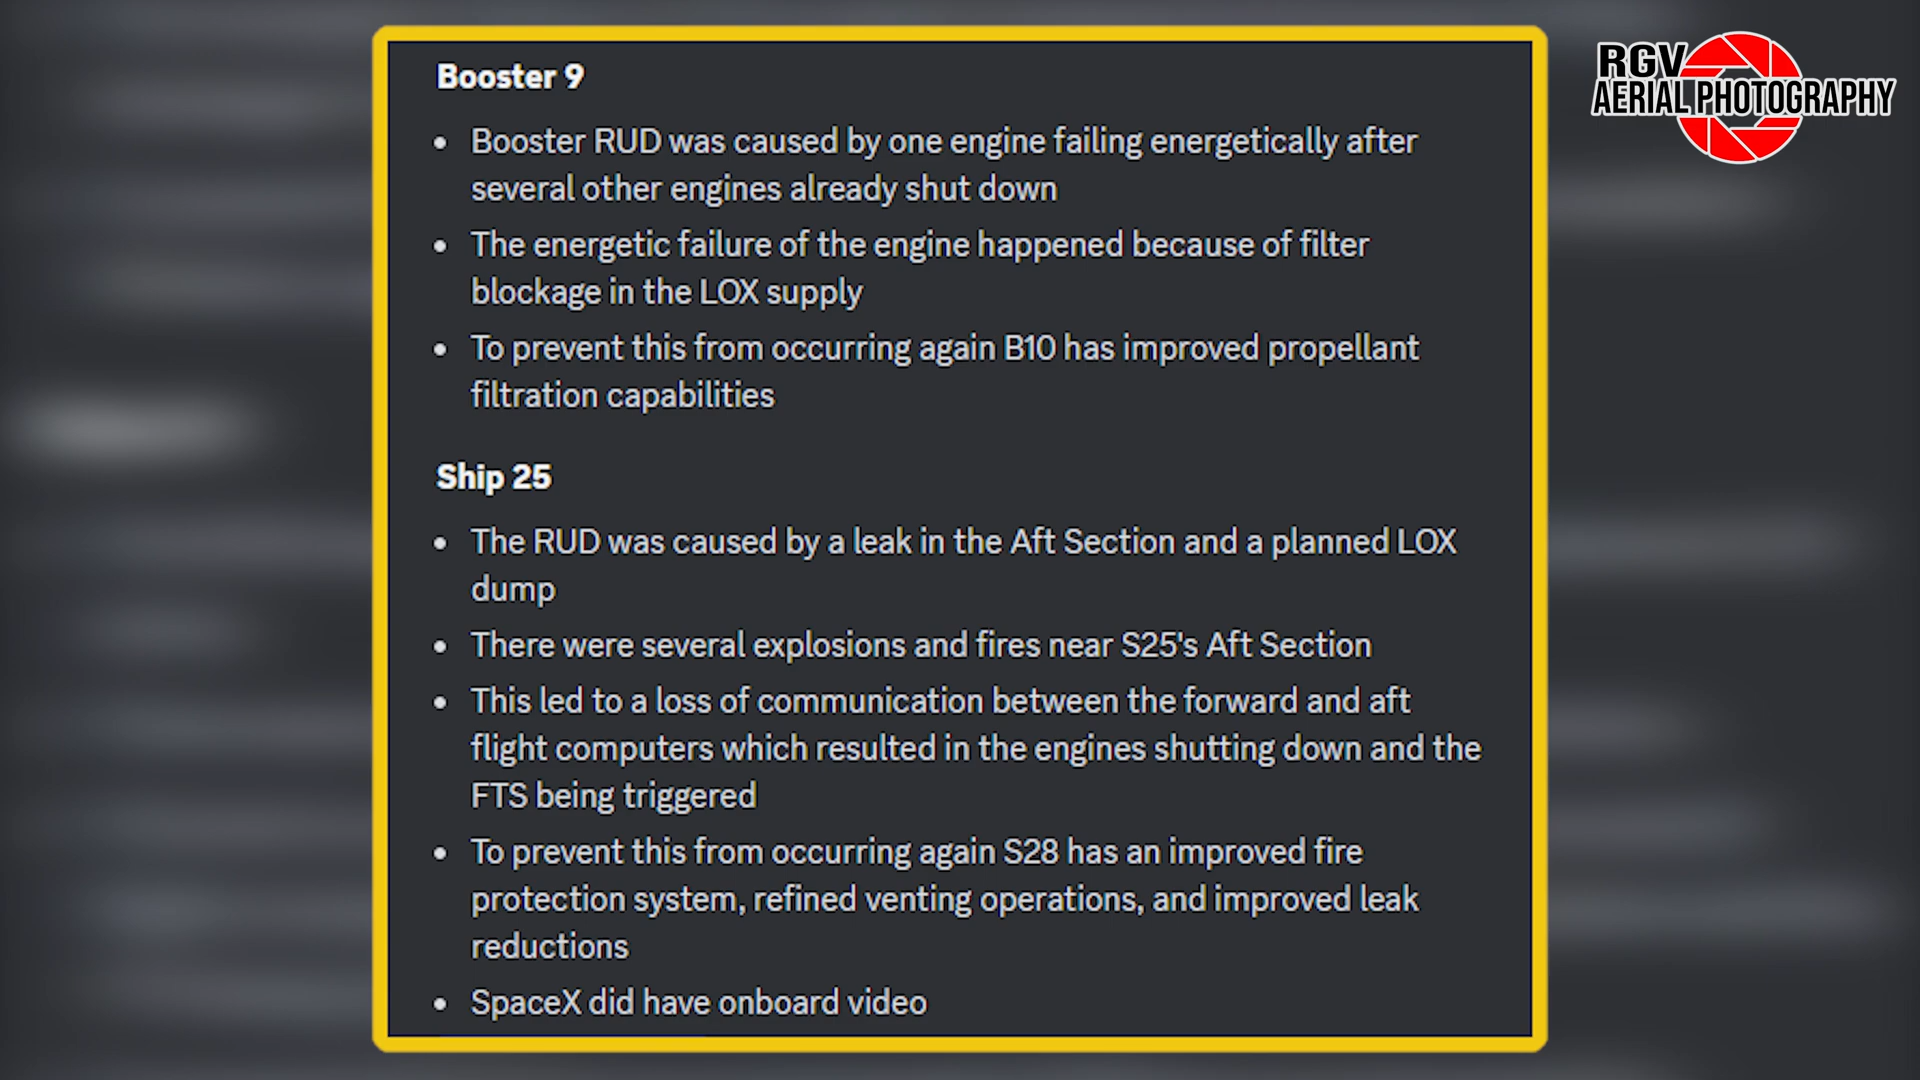 Booster 9
Booster RUD was caused by one engine failing energetically after
several other engines already shut down
The energetic failure of the engine happened because of filter
blockage in the LOX supply
To prevent this from occurring again B10 has improved propellant
filtration capabilities
Ship 25
The RUD was caused by a leak in the Aft Section and a planned LOX
dump
There were several explosions and fires near S25's Aft Section
This led to a loss of communication between the forward and aft
flight computers which resulted in the engines shutting down and the
FTS being triggered
To prevent this from occurring again S28 has an improved fire
protection system, refined venting operations, and improved leak
reductions
SpaceX did have onboard video
RGV
AERIAL PHOTOGRAPHY